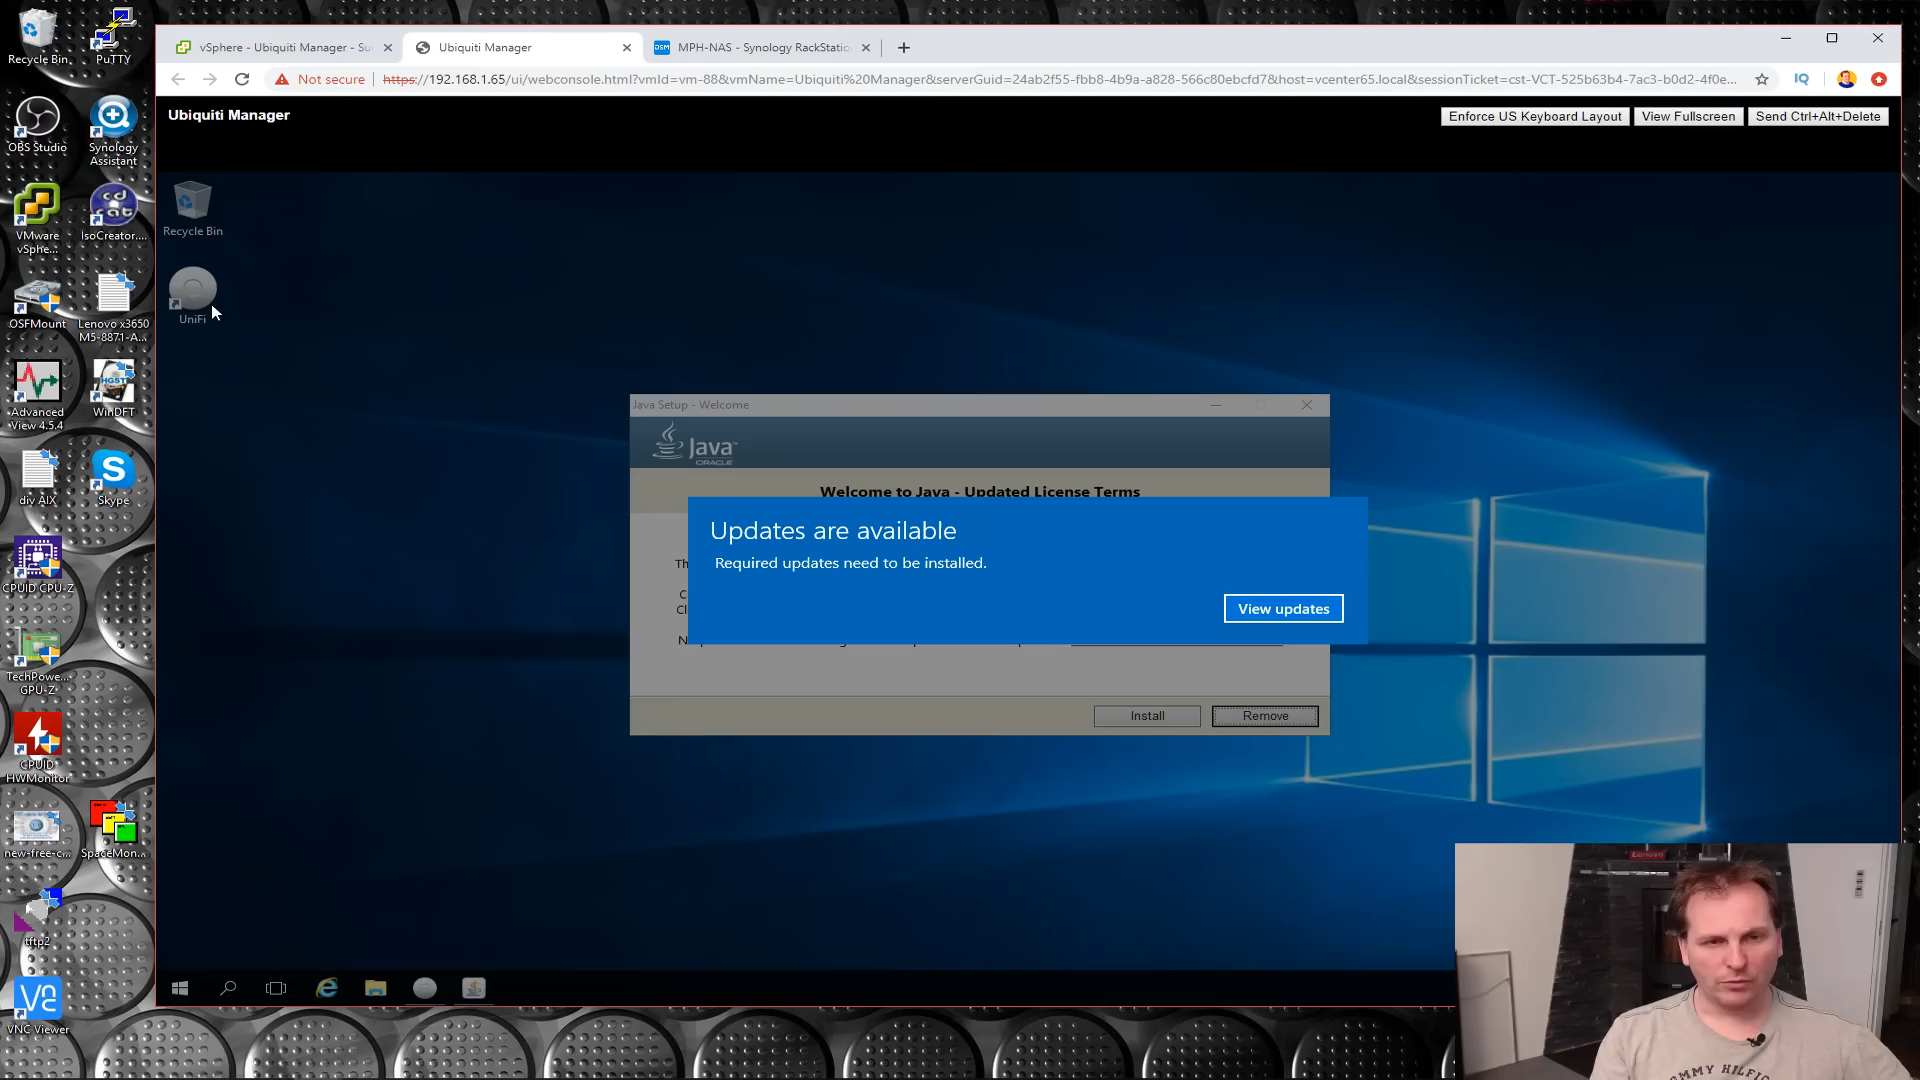 Recycle Bin
PuTTY
OBS Studio
Synology
Assistant
VMware
vSphe...
IsoCreator....
OSFMount
Lenovo x3650
M5-8871-A...
Advanced
View 4.5.4
WinDFT
div AIX
Skype
CPUID CPU-Z
TechPowe...
GPU-Z
CPUID
HWMonitor
new-free-c...
SpaceMon...
tftp2
VNC Viewer
vSphere - Ubiquiti Manager - Su
Ubiquiti Manager
MPH-NAS - Synology RackStatio
Not secure
https://192.168.1.65/ui/webconsole.html?vmId=vm-88&vmName=Ubiquiti%20Manager&serverGuid=24ab2f55-fbb8-4b9a-a828-566c80ebcfd7&host=vcenter65.local&sessionTicket=cst-VCT-525b63b4-7ac3-b0d2-4f0e...
IQ
Ubiquiti Manager
Enforce US Keyboard Layout
View Fullscreen
Send Ctrl+Alt+Delete
Recycle Bin
UniFi
Java Setup - Welcome
Java
ORACLE
Welcome to Java - Updated License Terms
Updates are available
Required updates need to be installed.
View updates
Install
Remove
Lenovo
TOMMY HILFIG